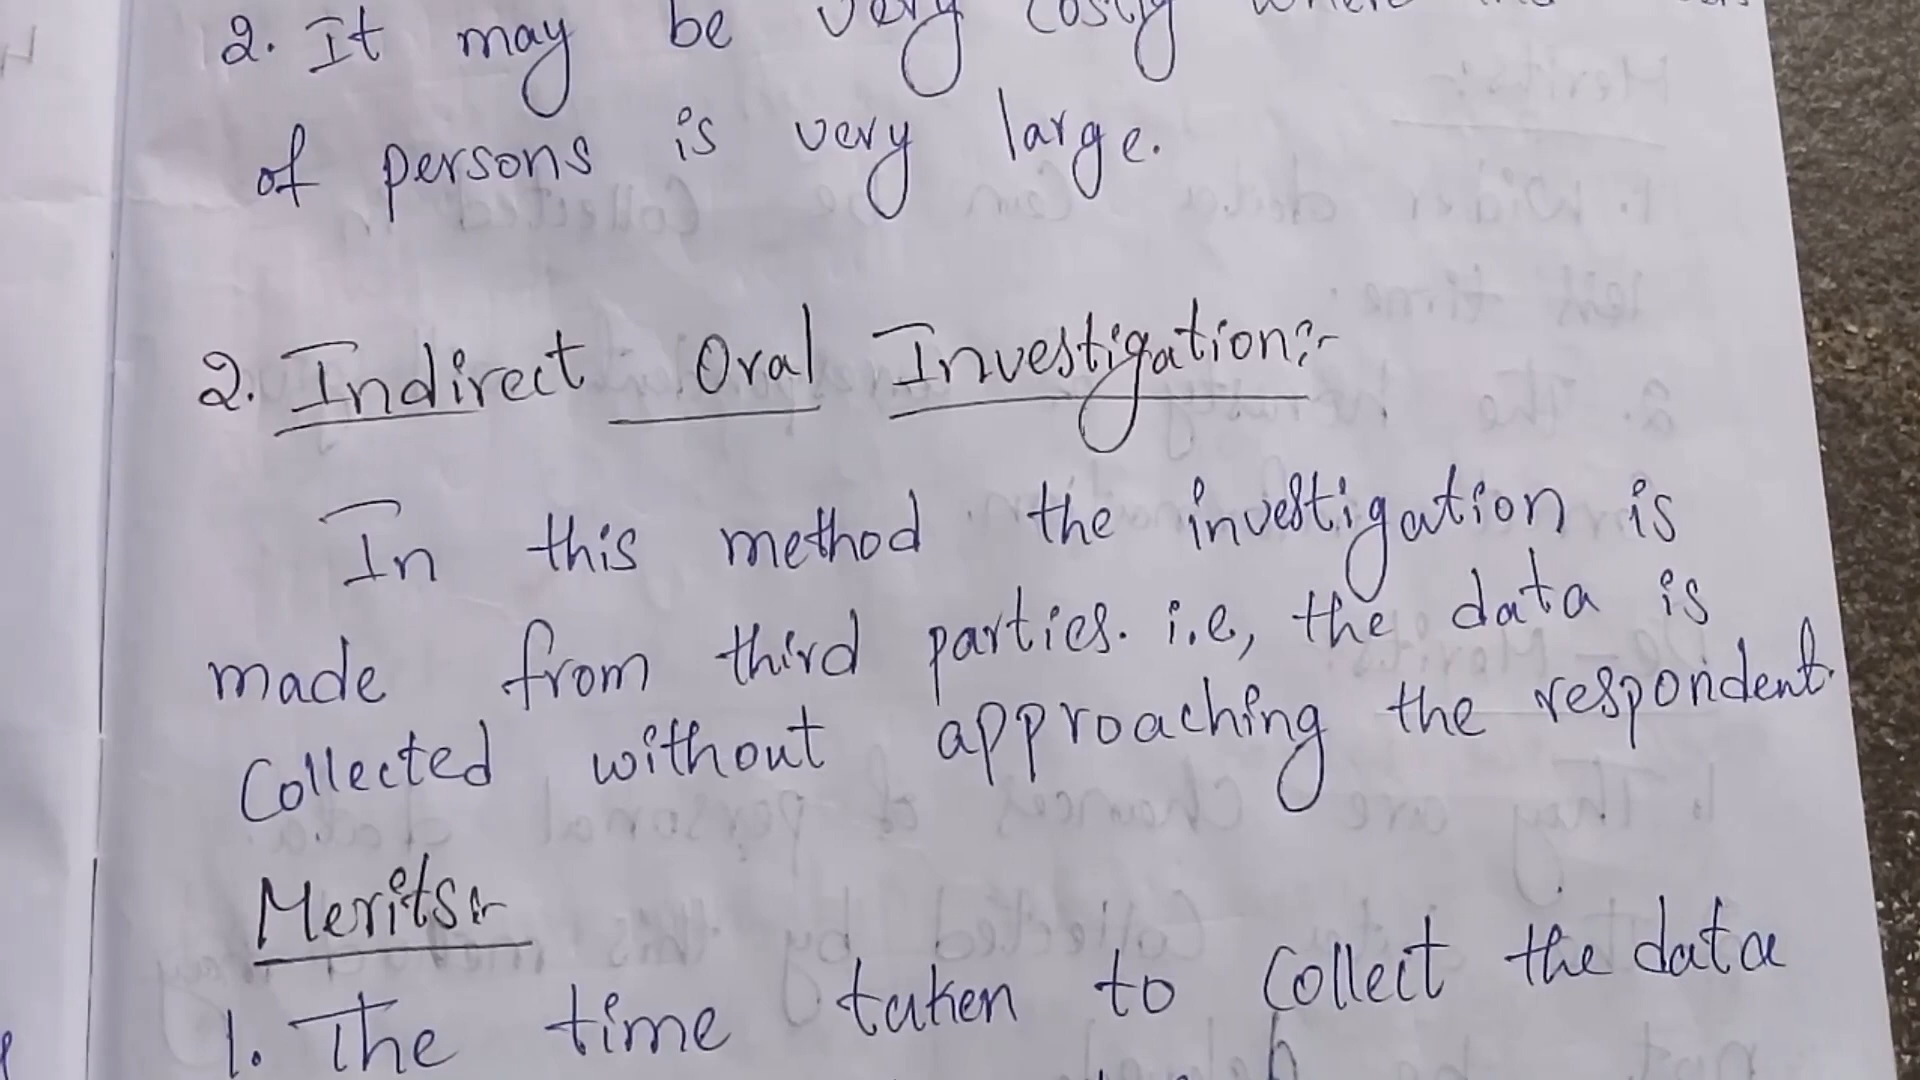 2. It may be very costly where the
of persons is very large.
2. Indirect Oral Investigation:-
In this method the investigation is
made from third parties. i.e, the data is
Collected without approaching the respondent.
Merits:-
1. The time taken to Collect the data